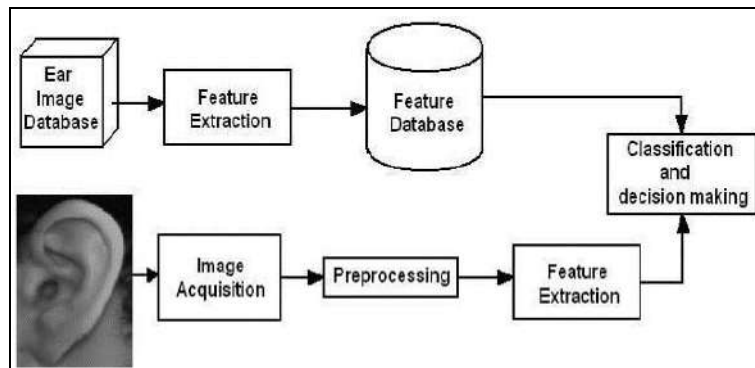 Ear
Image
Database
Feature
Extraction
Feature
Database
Classification
and
decision making
Image
Acquisition
Preprocessing
Feature
Extraction